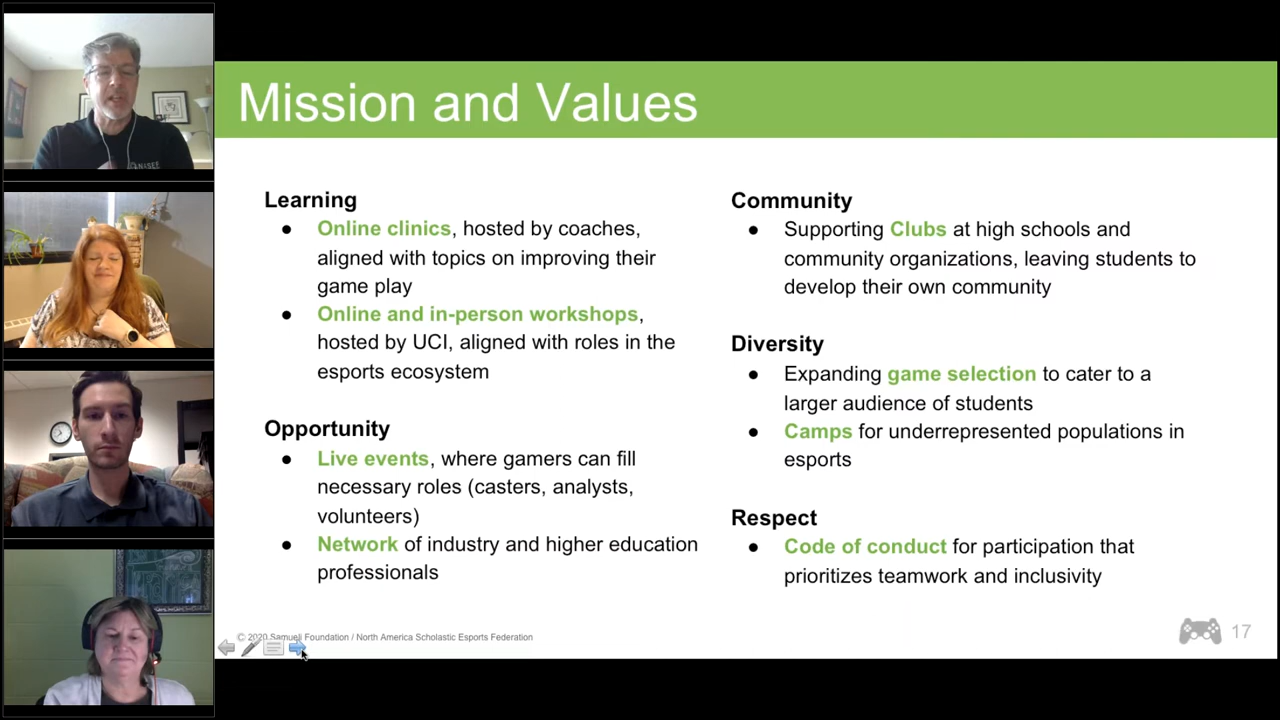 Mission and Values
Learning
● Online clinics, hosted by coaches,
aligned with topics on improving their
game play
● Online and in-person workshops,
hosted by UCI, aligned with roles in the
esports ecosystem
Opportunity
● Live events, where gamers can fill
necessary roles (casters, analysts,
volunteers)
● Network of industry and higher education
professionals
Community
● Supporting Clubs at high schools and
community organizations, leaving students to
develop their own community
Diversity
● Expanding game selection to cater to a
larger audience of students
● Camps for underrepresented populations in
esports
Respect
● Code of conduct for participation that
prioritizes teamwork and inclusivity
© 2020 Samueli Foundation / North America Scholastic Esports Federation
17